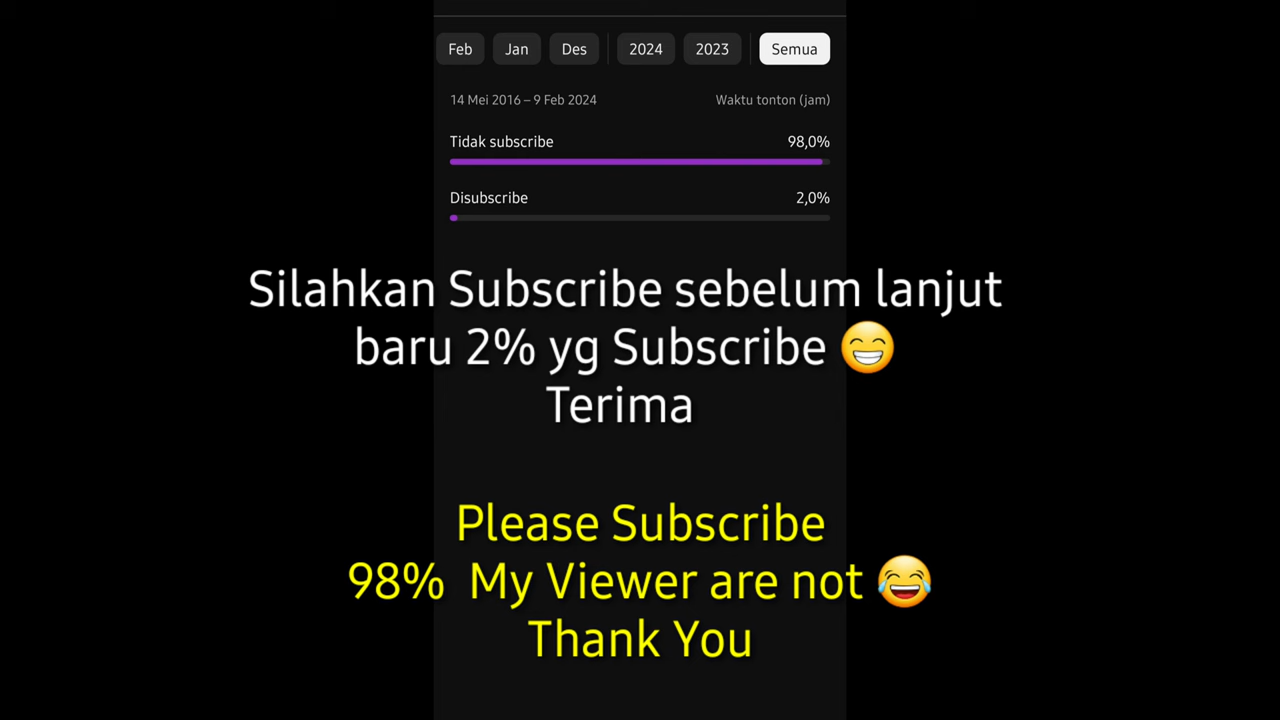 Feb Jan Des 2024 2023 Semua
14 Mei 2016 – 9 Feb 2024 Waktu tonton (jam)
Tidak subscribe 98,0%
Disubscribe 2,0%
Silahkan Subscribe sebelum lanjut
baru 2% yg Subscribe 😁
Terima
Please Subscribe
98% My Viewer are not 😂
Thank You